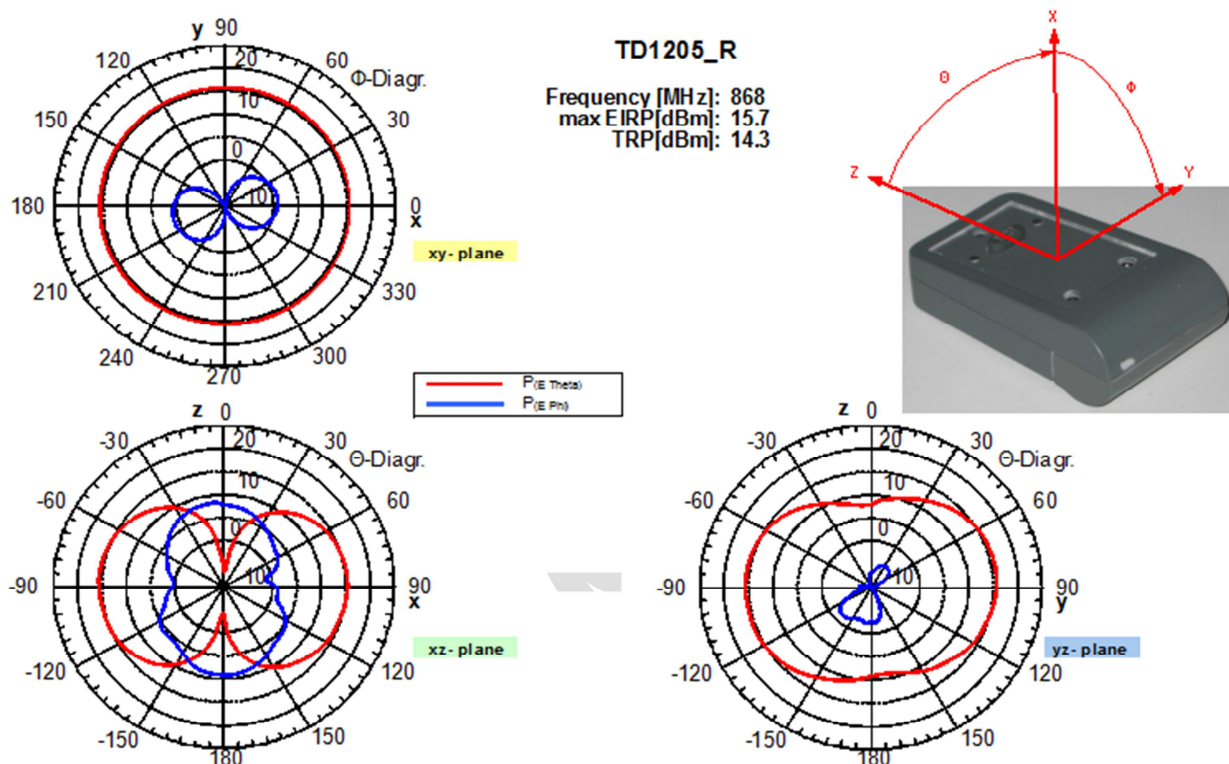 TD1205_R
Frequency [MHz]: 868
max EIRP[dBm]: 15.7
TRP[dBm]: 14.3
y 90
120 60
20
Φ-Diagr.
150 30
10
0
180 10 0
x
xy- plane
210 330
240 300
270
P(E Theta)
P(E Phi)
z 0
-30 30
20
Θ-Diagr.
-60 60
10
0
-90 10 90
x
xz- plane
-120 120
-150 150
180
z 0
-30 30
20
Θ-Diagr.
-60 60
10
0
-90 10 90
y
yz- plane
-120 120
-150 150
180
X
Θ Φ
Z Y